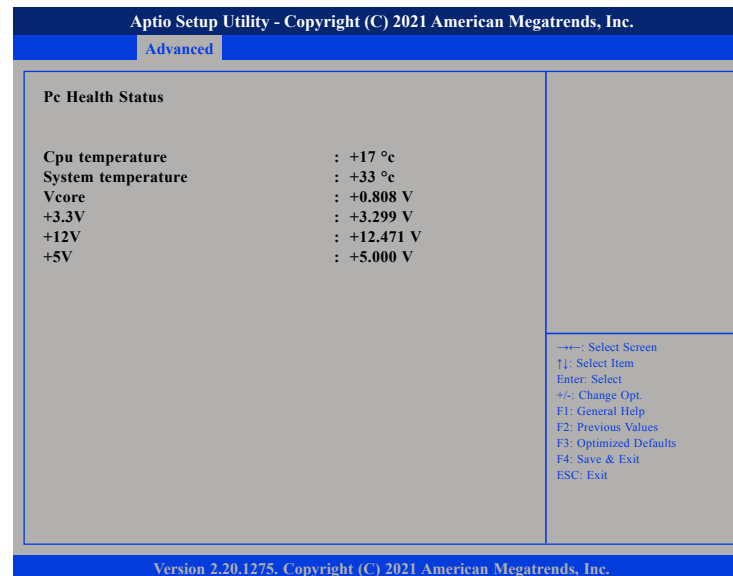 Aptio Setup Utility - Copyright (C) 2021 American Megatrends, Inc.
Advanced
Pc Health Status
Cpu temperature : +17 °c
System temperature : +33 °c
Vcore : +0.808 V
+3.3V : +3.299 V
+12V : +12.471 V
+5V : +5.000 V
→←: Select Screen
↑↓: Select Item
Enter: Select
+/-: Change Opt.
F1: General Help
F2: Previous Values
F3: Optimized Defaults
F4: Save & Exit
ESC: Exit
Version 2.20.1275. Copyright (C) 2021 American Megatrends, Inc.